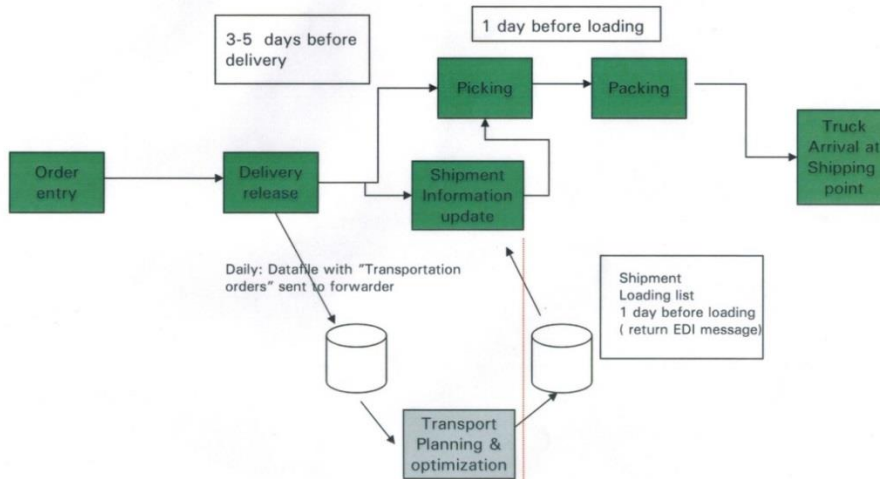 3-5 days before
delivery
1 day before loading
Picking
Packing
Truck
Arrival at
Shipping
point
Order
entry
Delivery
release
Shipment
Information
update
Daily: Datafile with "Transportation
orders" sent to forwarder
Shipment
Loading list
1 day before loading
( return EDI message)
Transport
Planning &
optimization